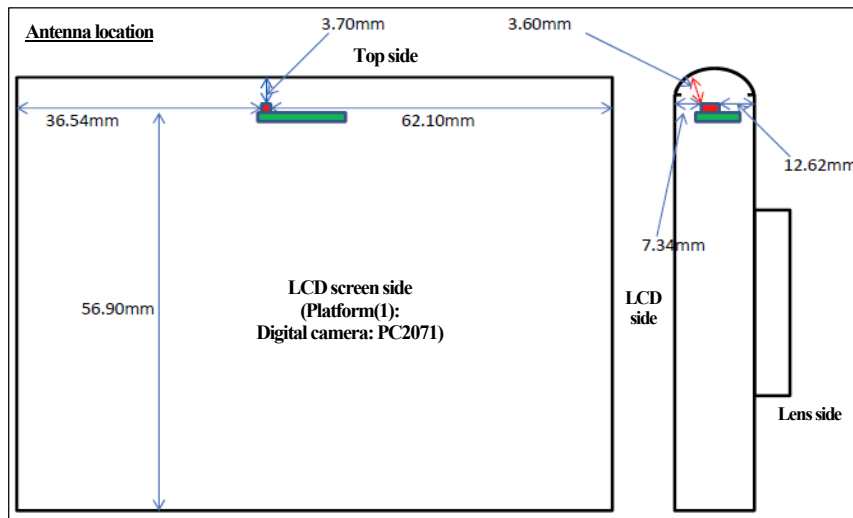 Antenna location
3.70mm
3.60mm
Top side
36.54mm
62.10mm
12.62mm
7.34mm
56.90mm
LCD screen side
(Platform(1):
Digital camera: PC2071)
LCD
side
Lens side